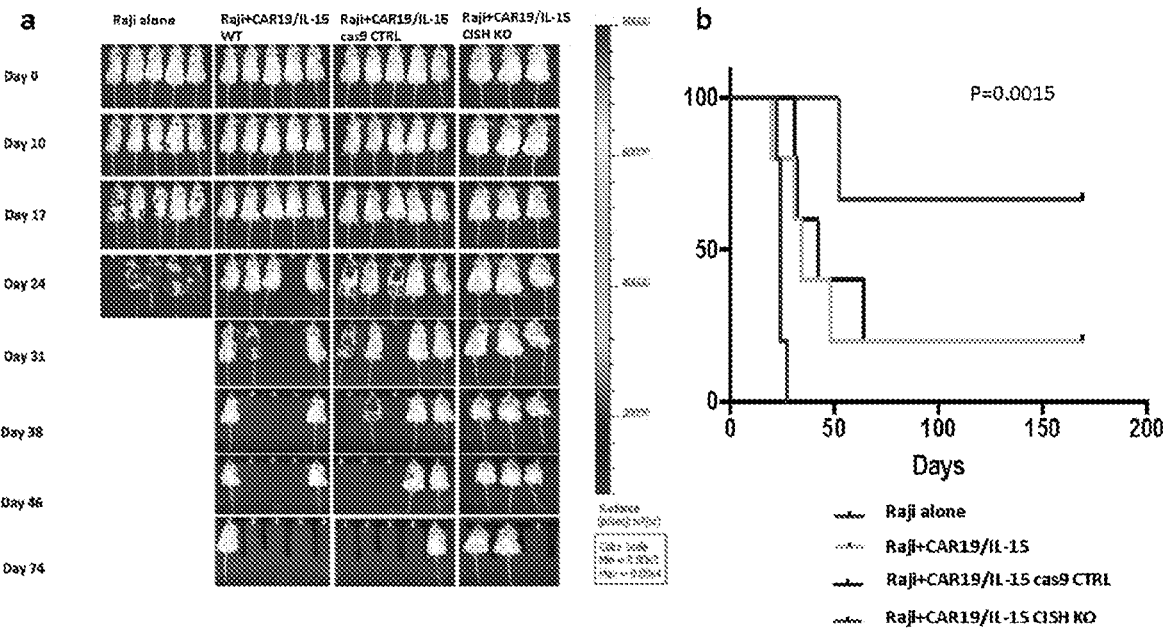 a
Raji alone
Raji+CAR19/IL-15 WT
Raji+CAR19/IL-15 cas9 CTRL
Raji+CAR19/IL-15 CISH KO
Day 0
Day 10
Day 17
Day 24
Day 31
Day 38
Day 46
Day 74
Radiance
Color Scale
b
P=0.0015
100
50
0
0 50 100 150 200
Days
Raji alone
Raji+CAR19/IL-15
Raji+CAR19/IL-15 cas9 CTRL
Raji+CAR19/IL-15 CISH KO